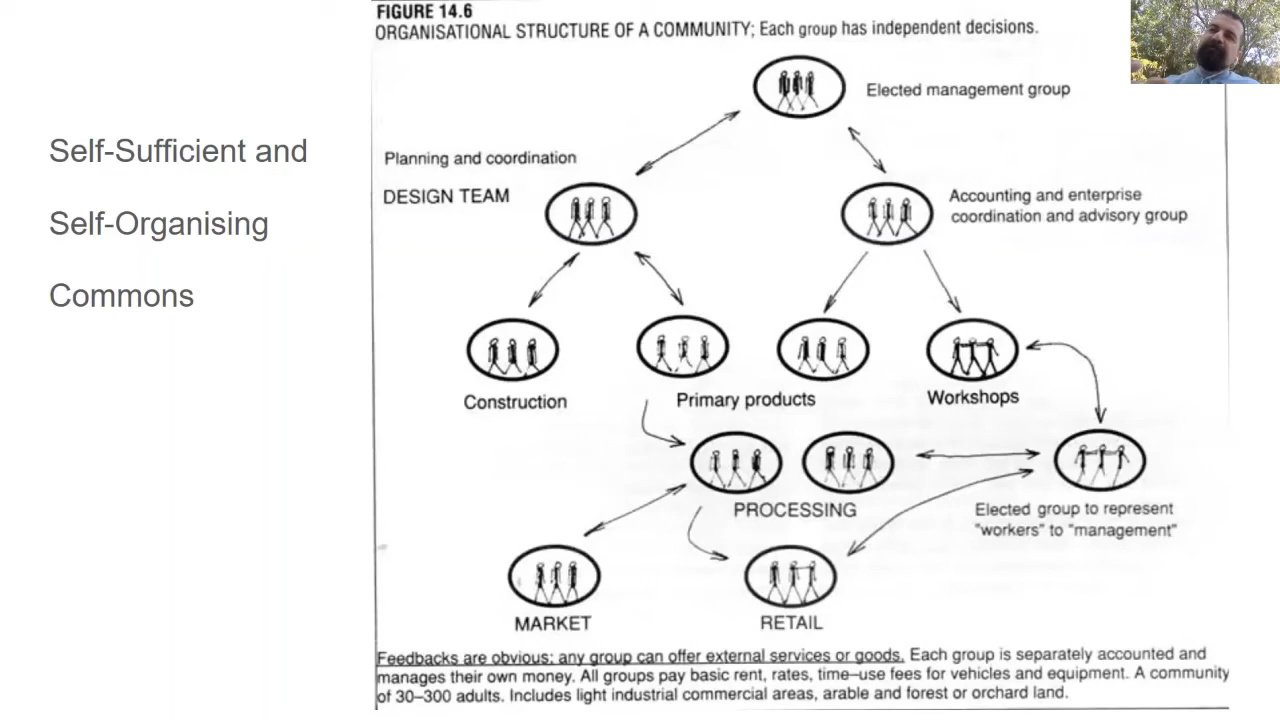 Self-Sufficient and
Self-Organising
Commons
FIGURE 14.6
ORGANISATIONAL STRUCTURE OF A COMMUNITY; Each group has independent decisions.
Elected management group
Planning and coordination
DESIGN TEAM
Accounting and enterprise
coordination and advisory group
Construction
Primary products
Workshops
PROCESSING
Elected group to represent
"workers" to "management"
MARKET
RETAIL
Feedbacks are obvious; any group can offer external services or goods. Each group is separately accounted and
manages their own money. All groups pay basic rent, rates, time–use fees for vehicles and equipment. A community
of 30–300 adults. Includes light industrial commercial areas, arable and forest or orchard land.